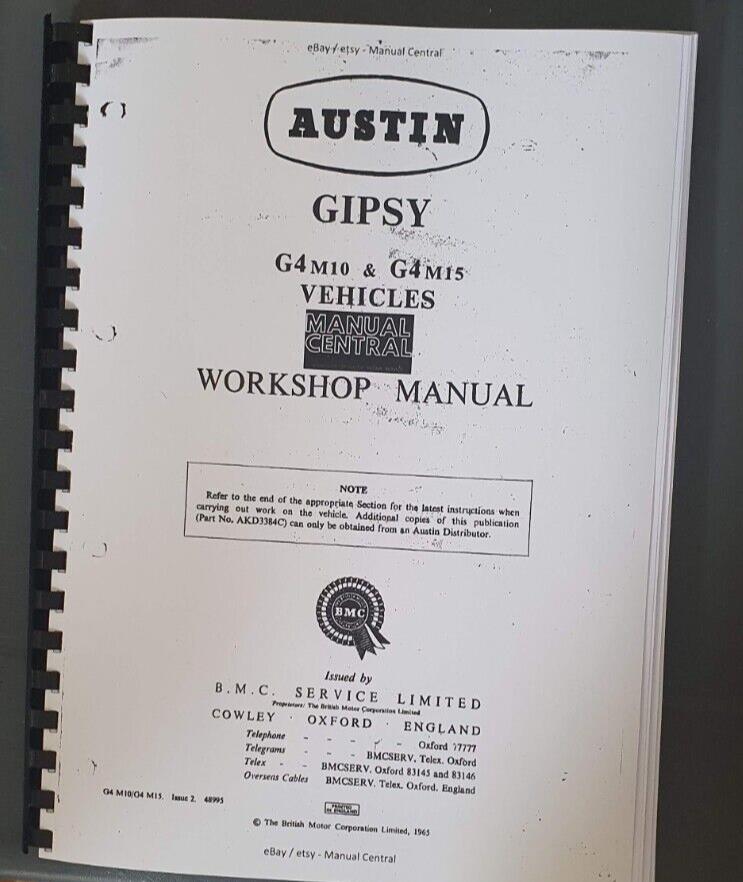 eBay / etsy - Manual Central
AUSTIN
GIPSY
G4M10 & G4M15
VEHICLES
MANUAL
CENTRAL
WORKSHOP MANUAL
NOTE
Refer to the end of the appropriate Section for the latest instructions when
carrying out work on the vehicle. Additional copies of this publication
(Part No. AKD3384C) can only be obtained from an Austin Distributor.
BMC
Issued by
B.M.C. SERVICE LIMITED
Proprietors: The British Motor Corporation Limited
COWLEY · OXFORD · ENGLAND
Telephone - - - - - Oxford 77777
Telegrams - - - BMCSERV. Telex. Oxford
Telex - - BMCSERV. Oxford 83145 and 83146
Overseas Cables BMCSERV. Telex. Oxford. England
G4 M10/G4 M15. Issue 2. 48995
PRINTED
IN ENGLAND
© The British Motor Corporation Limited, 1965
eBay / etsy - Manual Central